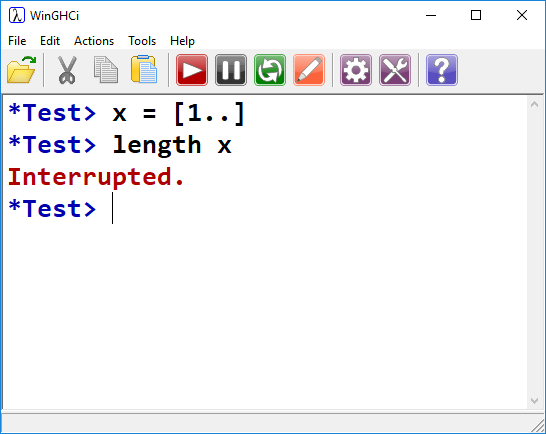 WinGHCi
File Edit Actions Tools Help
*Test> x = [1..]
*Test> length x
Interrupted.
*Test>